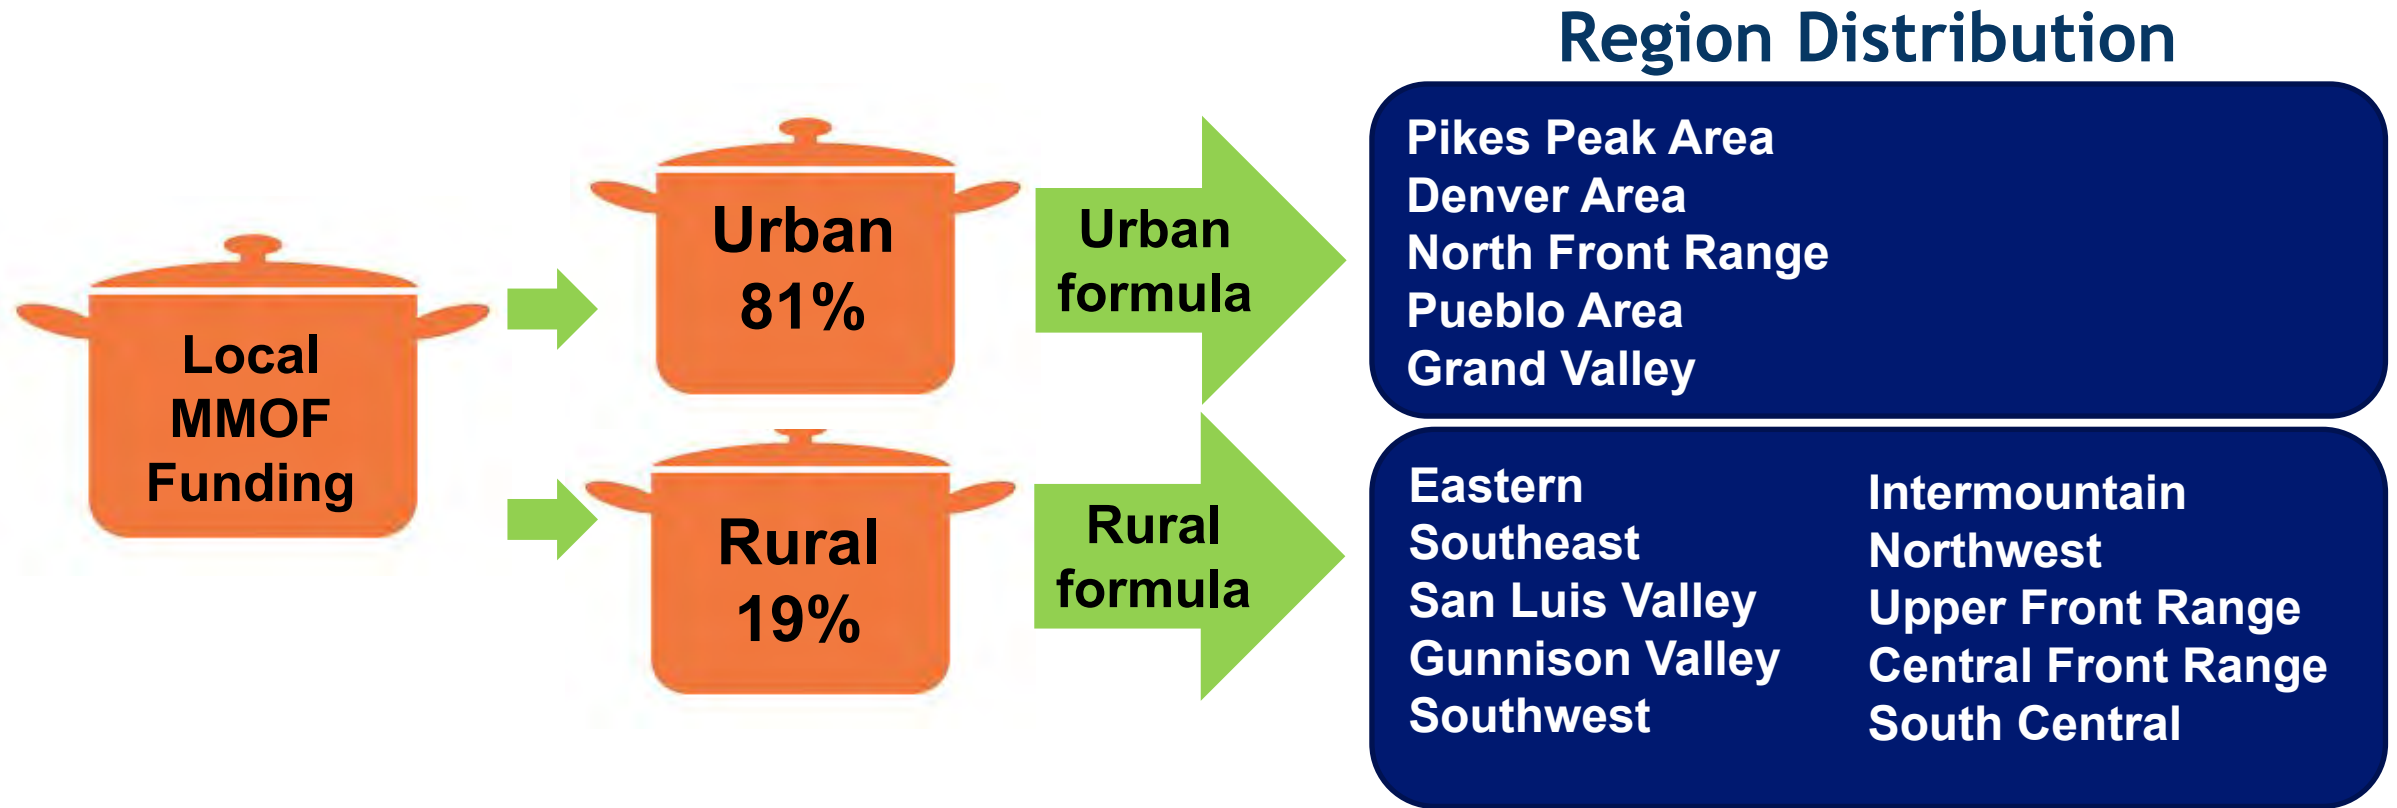 Region Distribution
Local
MMOF
Funding
Urban
81%
Rural
19%
Urban
formula
Rural
formula
Pikes Peak Area
Denver Area
North Front Range
Pueblo Area
Grand Valley
Eastern
Southeast
San Luis Valley
Gunnison Valley
Southwest
Intermountain
Northwest
Upper Front Range
Central Front Range
South Central